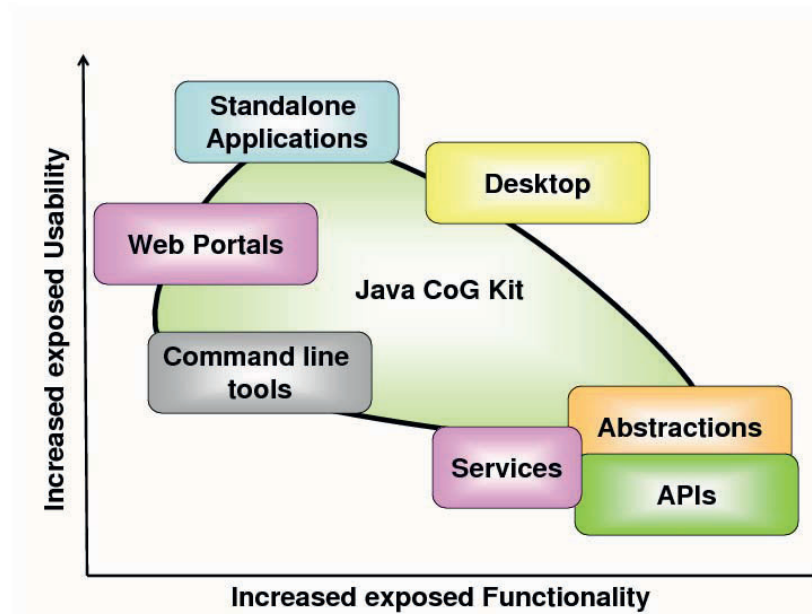 Standalone
Applications
Desktop
Web Portals
Java CoG Kit
Command line
tools
Abstractions
Services
APIs
Increased exposed Usability
Increased exposed Functionality